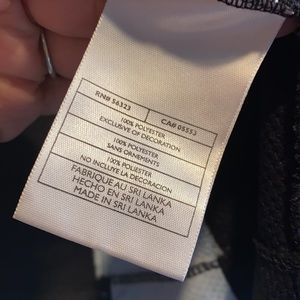 RN# 56323 CA# 05553
100% POLYESTER
EXCLUSIVE OF DECORATION
100% POLYESTER
SANS ORNEMENTS
100% POLIESTER
NO INCLUYE LA DECORACION
FABRIQUE AU SRI LANKA
HECHO EN SRI LANKA
MADE IN SRI LANKA